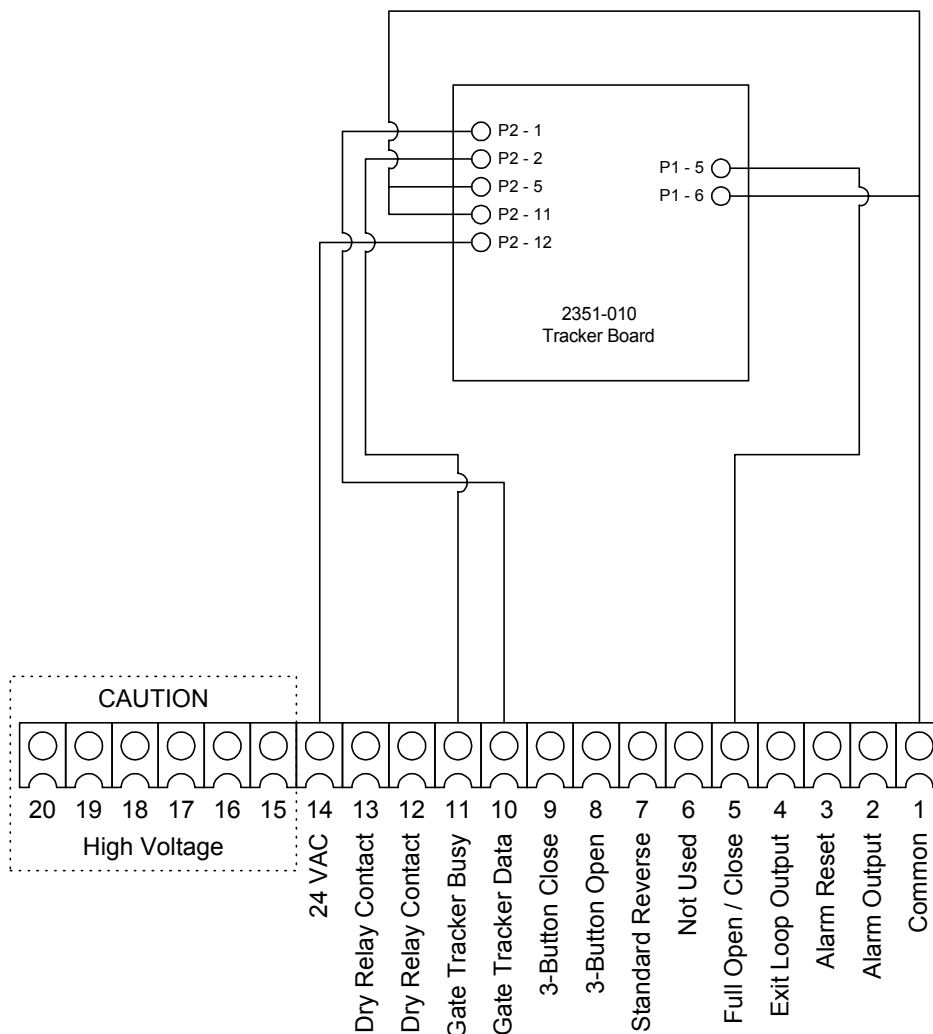 P2 - 1
P2 - 2
P2 - 5
P2 - 11
P2 - 12
P1 - 5
P1 - 6
2351-010
Tracker Board
CAUTION
20 19 18 17 16 15 14 13 12 11 10 9 8 7 6 5 4 3 2 1
High Voltage
24 VAC
Dry Relay Contact
Dry Relay Contact
Gate Tracker Busy
Gate Tracker Data
3-Button Close
3-Button Open
Standard Reverse
Not Used
Full Open / Close
Exit Loop Output
Alarm Reset
Alarm Output
Common